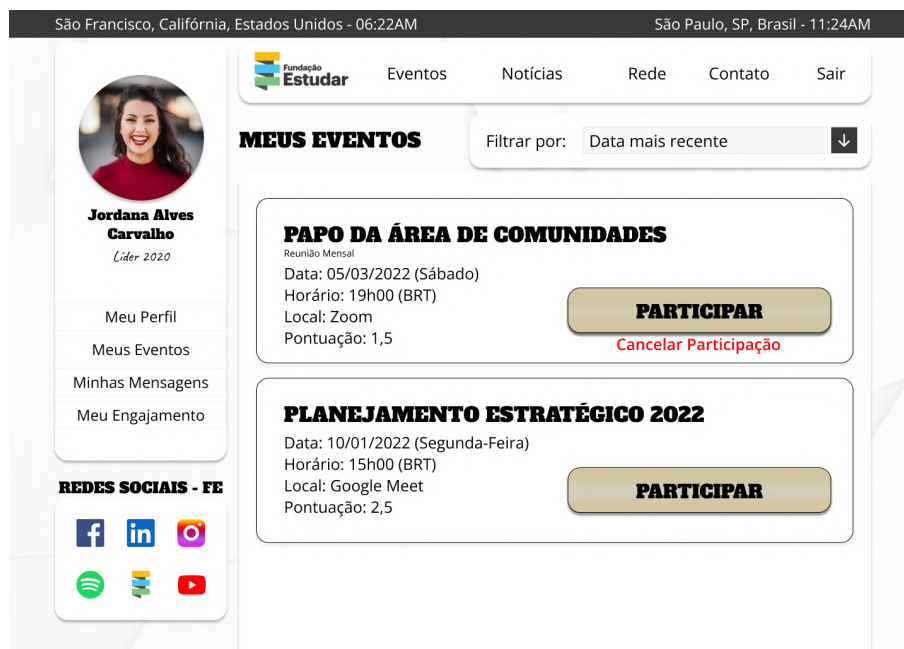 São Francisco, Califórnia, Estados Unidos - 06:22AM
São Paulo, SP, Brasil - 11:24AM
Fundação
Estudar
Eventos
Notícias
Rede
Contato
Sair
Jordana Alves
Carvalho
Líder 2020
Meu Perfil
Meus Eventos
Minhas Mensagens
Meu Engajamento
REDES SOCIAIS - FE
f
in
MEUS EVENTOS
Filtrar por:
Data mais recente
PAPO DA ÁREA DE COMUNIDADES
Reunião Mensal
Data: 05/03/2022 (Sábado)
Horário: 19h00 (BRT)
Local: Zoom
Pontuação: 1,5
PARTICIPAR
Cancelar Participação
PLANEJAMENTO ESTRATÉGICO 2022
Data: 10/01/2022 (Segunda-Feira)
Horário: 15h00 (BRT)
Local: Google Meet
Pontuação: 2,5
PARTICIPAR